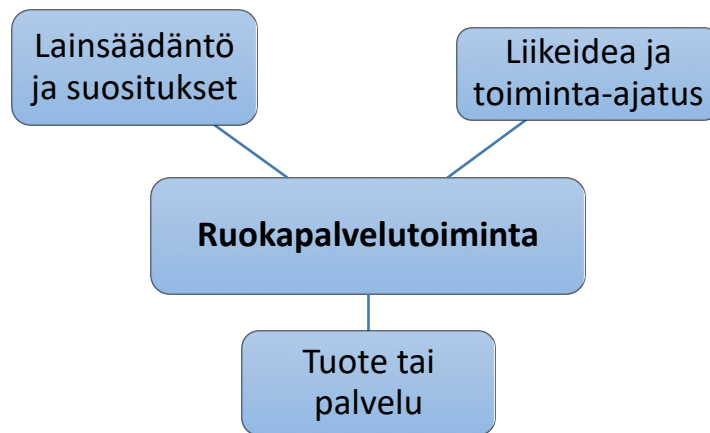 Lainsäädäntö
ja suositukset
Liikeidea ja
toiminta-ajatus
Ruokapalvelutoiminta
Tuote tai
palvelu